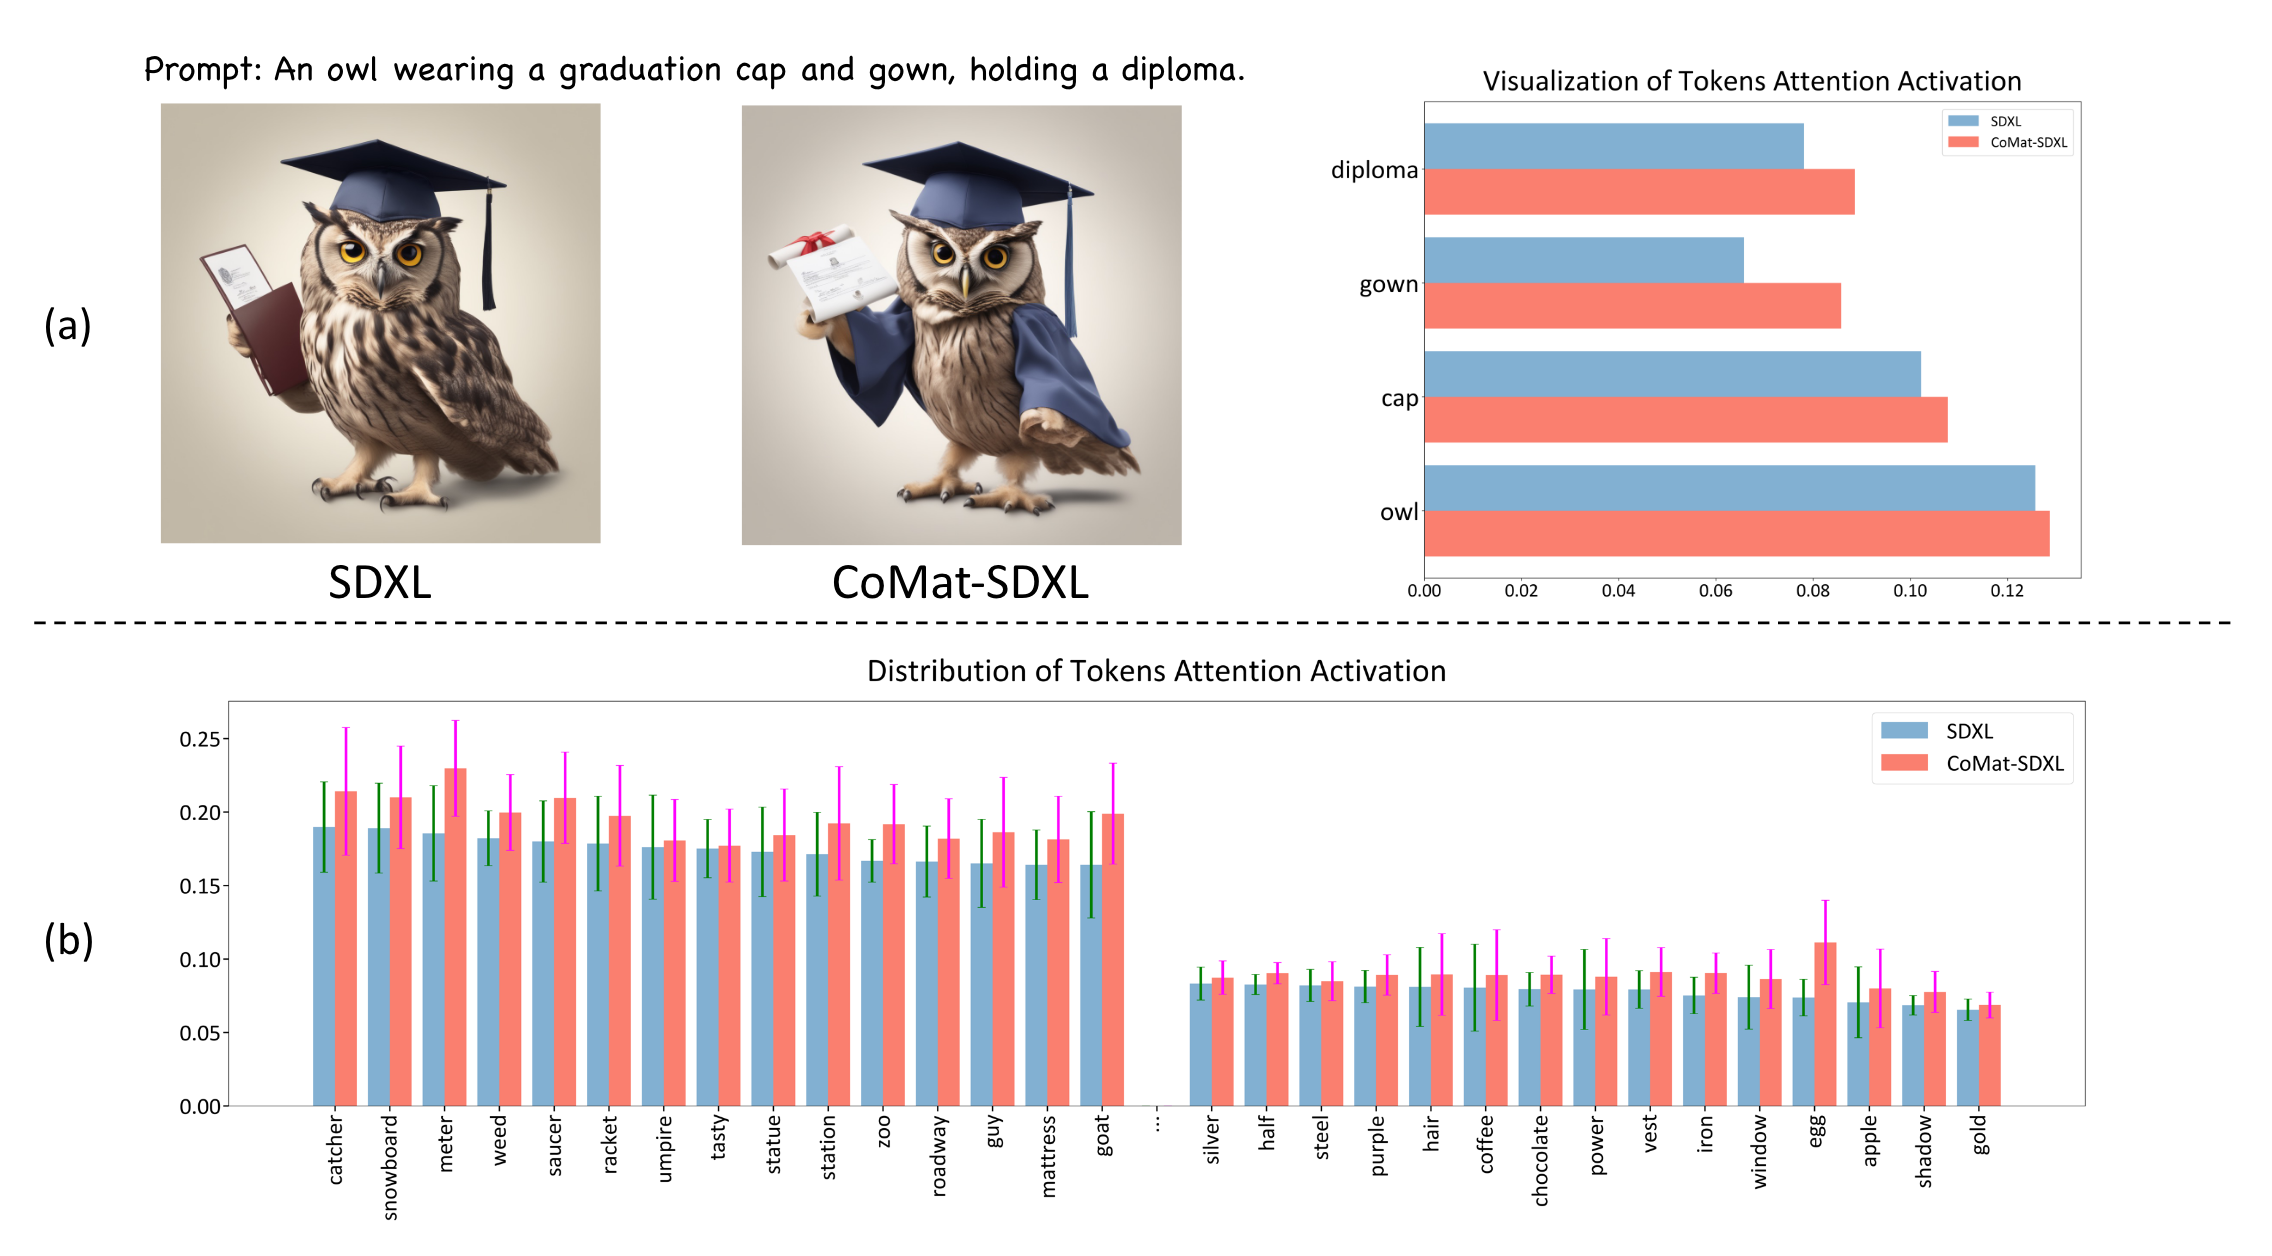 Prompt: An owl wearing a graduation cap and gown, holding a diploma.
(a)
SDXL
CoMat-SDXL
Visualization of Tokens Attention Activation
SDXL
CoMat-SDXL
diploma
gown
cap
owl
0.00 0.02 0.04 0.06 0.08 0.10 0.12
(b)
Distribution of Tokens Attention Activation
SDXL
CoMat-SDXL
0.25
0.20
0.15
0.10
0.05
0.00
catcher
snowboard
meter
weed
saucer
racket
umpire
tasty
statue
station
zoo
roadway
guy
mattress
goat
...
silver
half
steel
purple
hair
coffee
chocolate
power
vest
iron
window
egg
apple
shadow
gold